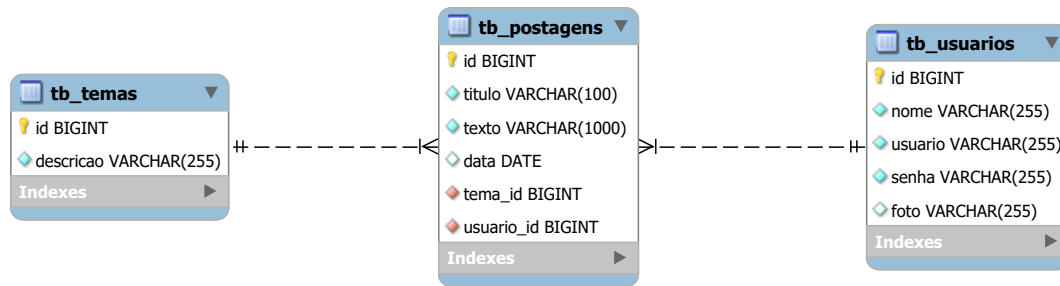 tb_temas
id BIGINT
descricao VARCHAR(255)
Indexes
tb_postagens
id BIGINT
titulo VARCHAR(100)
texto VARCHAR(1000)
data DATE
tema_id BIGINT
usuario_id BIGINT
Indexes
tb_usuarios
id BIGINT
nome VARCHAR(255)
usuario VARCHAR(255)
senha VARCHAR(255)
foto VARCHAR(255)
Indexes